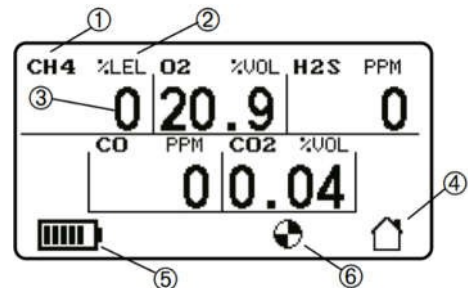 ① ②
CH4 %LEL O2 %VOL H2S PPM
③ 0 20.9 0
CO PPM CO2 %VOL
0 0.04
④
⑤ ⑥